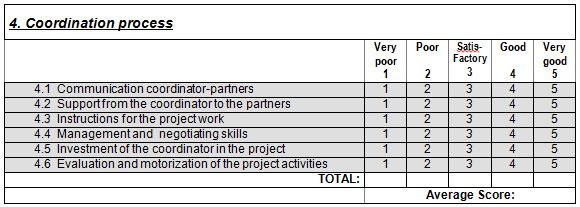 4. Coordination process
Very poor 1 Poor 2 Satis-Factory 3 Good 4 Very good 5
4.1 Communication coordinator-partners 1 2 3 4 5
4.2 Support from the coordinator to the partners 1 2 3 4 5
4.3 Instructions for the project work 1 2 3 4 5
4.4 Management and negotiating skills 1 2 3 4 5
4.5 Investment of the coordinator in the project 1 2 3 4 5
4.6 Evaluation and motorization of the project activities 1 2 3 4 5
TOTAL:
Average Score: